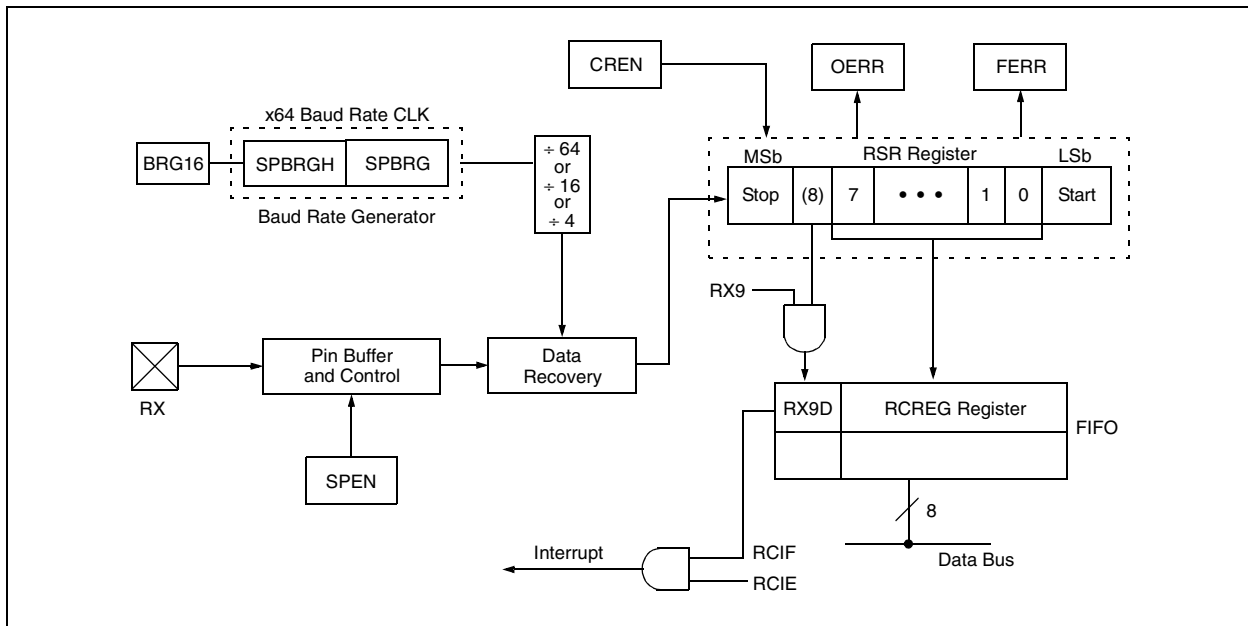 CREN
OERR
FERR
x64 Baud Rate CLK
BRG16
SPBRGH
SPBRG
Baud Rate Generator
÷ 64
or
÷ 16
or
÷ 4
MSb
RSR Register
LSb
Stop
(8)
7
• • •
1
0
Start
RX9
RX
Pin Buffer
and Control
Data
Recovery
SPEN
RX9D
RCREG Register
FIFO
8
Data Bus
Interrupt
RCIF
RCIE